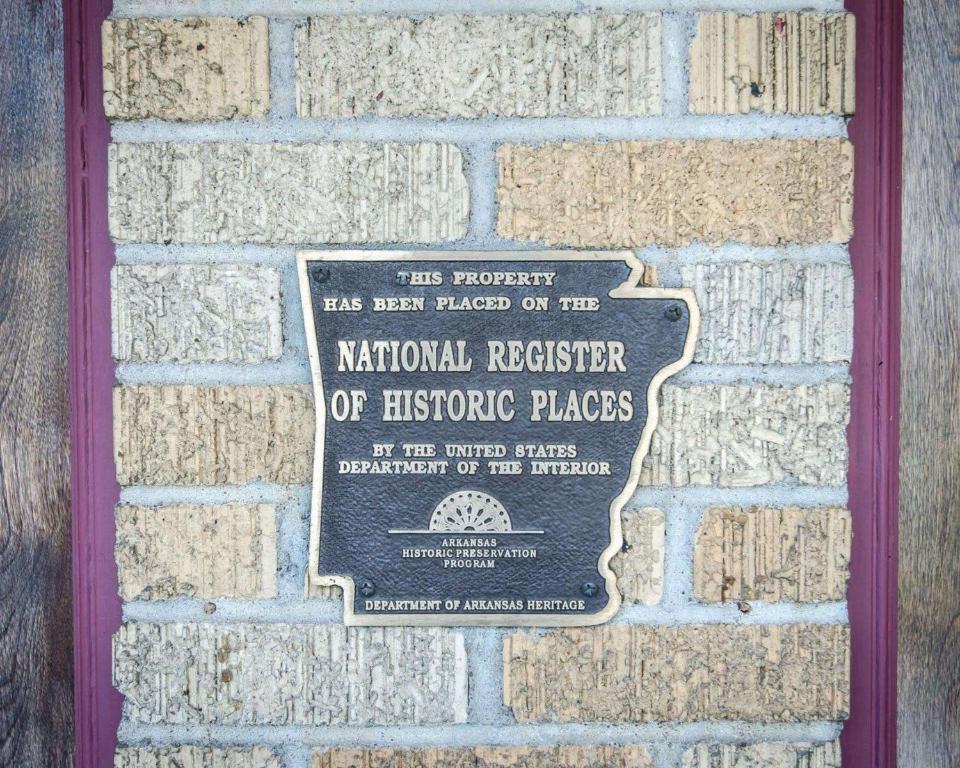 THIS PROPERTY
HAS BEEN PLACED ON THE
NATIONAL REGISTER
OF HISTORIC PLACES
BY THE UNITED STATES
DEPARTMENT OF THE INTERIOR
ARKANSAS
HISTORIC PRESERVATION
PROGRAM
DEPARTMENT OF ARKANSAS HERITAGE